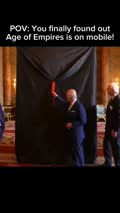 POV: You finally found out
Age of Empires is on mobile!